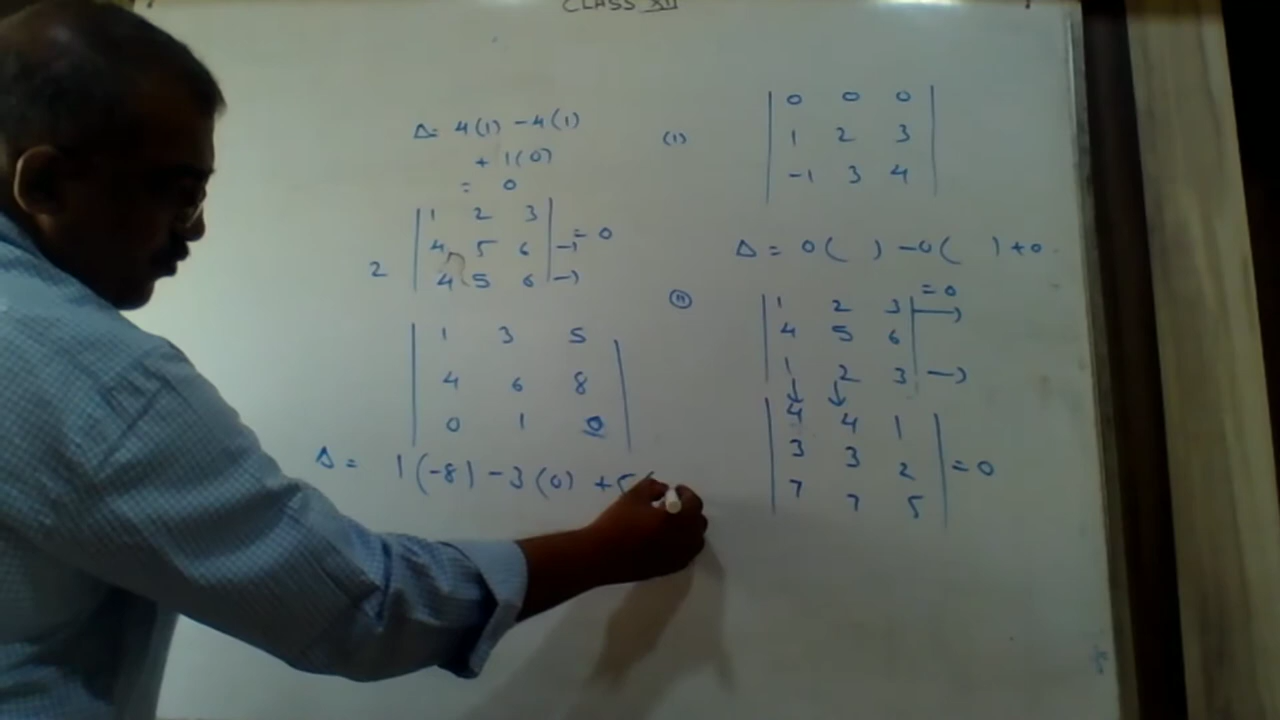 CLASS XII
Δ= 4(1) -4(1)
+ 1(0)
= 0
2
1 2 3
4 5 6 →
4 5 6 →
= 0
1 3 5
4 6 8
0 1 0
Δ = 1(-8) -3(0) +5(
(1)
0 0 0
1 2 3
-1 3 4
Δ = 0( ) -0( ) +0
(11)
1 2 3 →
4 5 6
1 2 3 →
= 0
4 4 1
3 3 2
7 7 5
= 0